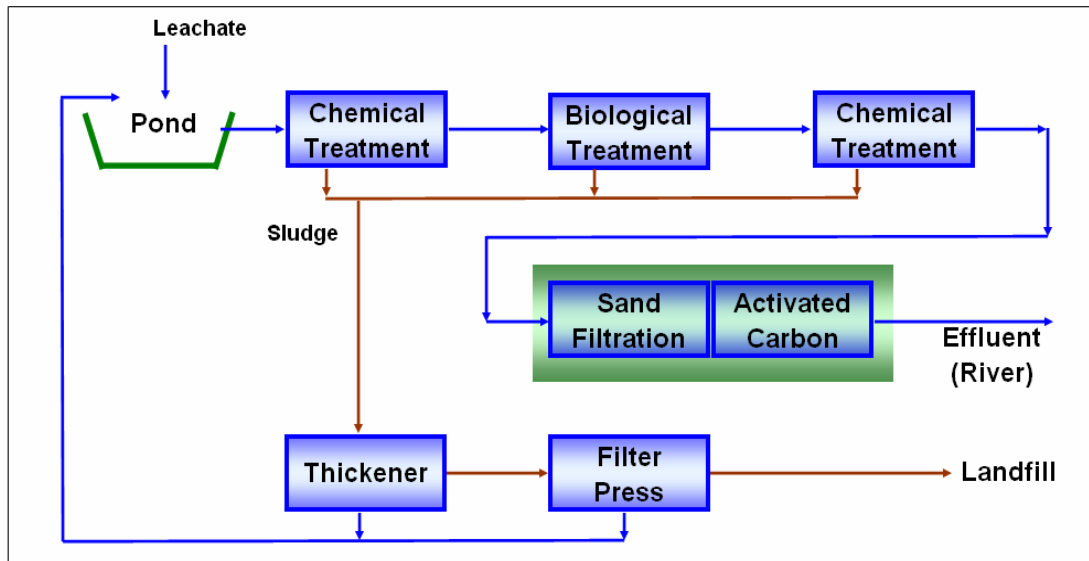 Leachate
Pond
Chemical
Treatment
Biological
Treatment
Chemical
Treatment
Sludge
Sand
Filtration
Activated
Carbon
Effluent
(River)
Thickener
Filter
Press
Landfill